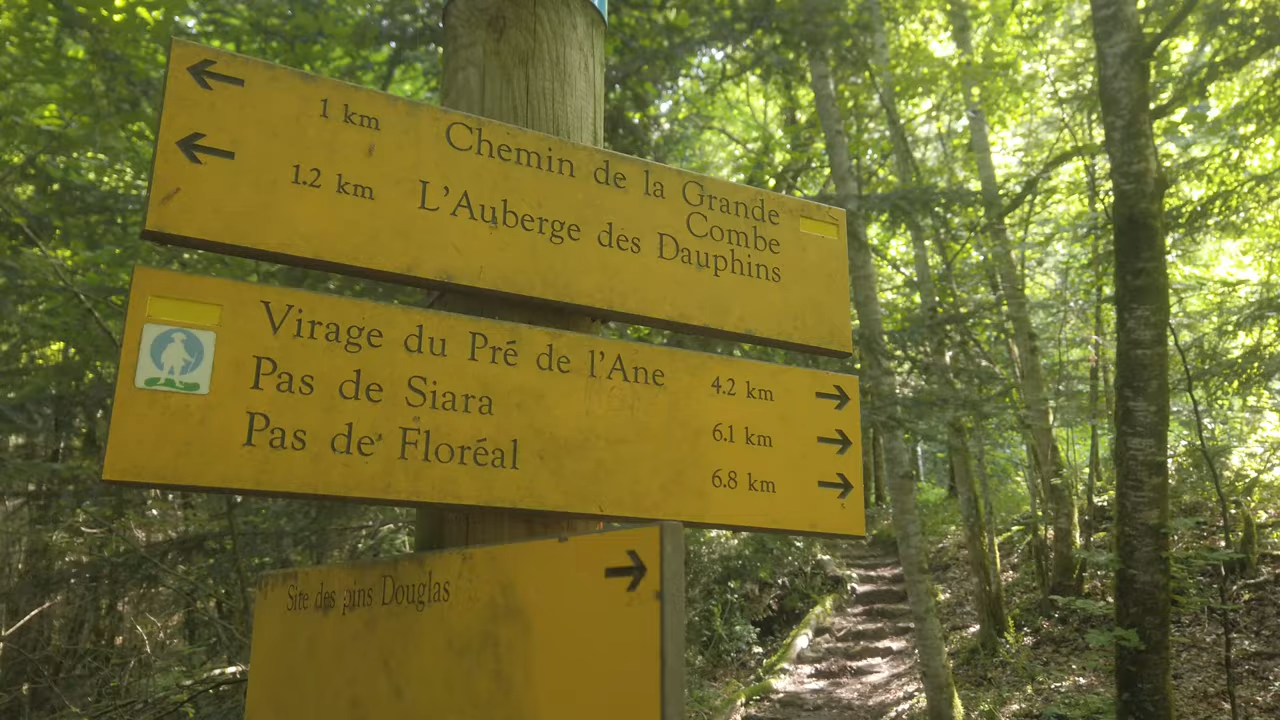 1 km Chemin de la Grande
Combe
1.2 km L'Auberge des Dauphins
Virage du Pré de l'Ane 4.2 km
Pas de Siara 6.1 km
Pas de Floréal 6.8 km
Site des pins Douglas